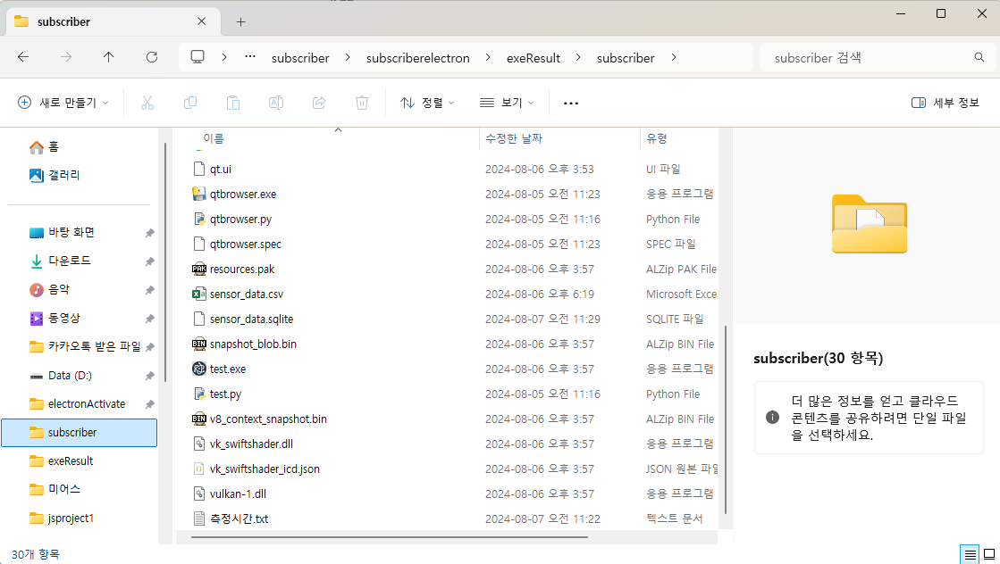 subscriber
subscriber
subscriberelectron
exeResult
subscriber
subscriber 검색
새로 만들기
정렬
보기
세부 정보
홈
갤러리
바탕 화면
다운로드
음악
동영상
카카오톡 받은 파일
Data (D:)
electronActivate
subscriber
exeResult
미어스
jsproject1
이름 수정한 날짜 유형
qt.ui 2024-08-06 오후 3:53 UI 파일
qtbrowser.exe 2024-08-05 오전 11:23 응용 프로그램
qtbrowser.py 2024-08-05 오전 11:16 Python File
qtbrowser.spec 2024-08-05 오전 11:23 SPEC 파일
PAK resources.pak 2024-08-06 오후 3:57 ALZip PAK File
sensor_data.csv 2024-08-06 오후 6:19 Microsoft Exce
sensor_data.sqlite 2024-08-07 오전 11:29 SQLITE 파일
BIN snapshot_blob.bin 2024-08-06 오후 3:57 ALZip BIN File
test.exe 2024-08-06 오후 3:57 응용 프로그램
test.py 2024-08-05 오전 11:16 Python File
BIN v8_context_snapshot.bin 2024-08-06 오후 3:57 ALZip BIN File
vk_swiftshader.dll 2024-08-06 오후 3:57 응용 프로그램
vk_swiftshader_icd.json 2024-08-06 오후 3:57 JSON 원본 파일
vulkan-1.dll 2024-08-06 오후 3:57 응용 프로그램
측정시간.txt 2024-08-07 오전 11:22 텍스트 문서
subscriber(30 항목)
더 많은 정보를 얻고 클라우드
콘텐츠를 공유하려면 단일 파일
을 선택하세요.
30개 항목